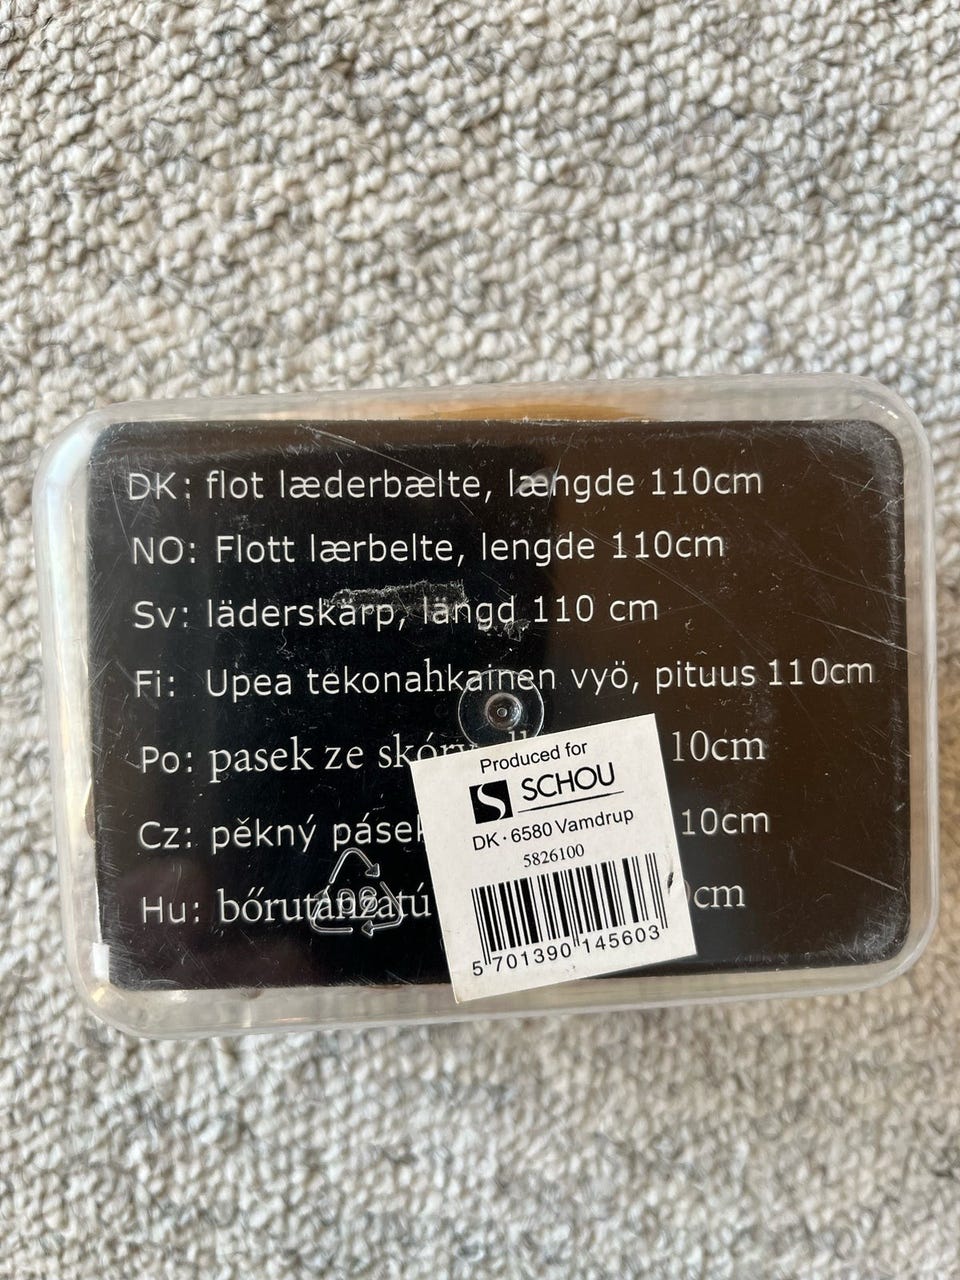 DK: flot læderbælte, længde 110cm
NO: Flott lærbelte, lengde 110cm
Sv: läderskärp, längd 110 cm
Fi: Upea tekonahkainen vyö, pituus 110cm
Po: pasek ze 10cm
Cz: pěkný pásek 10cm
Hu: bőrutánzatú cm
Produced for
SCHOU
DK · 6580 Vamdrup
5826100
5 701390 145603